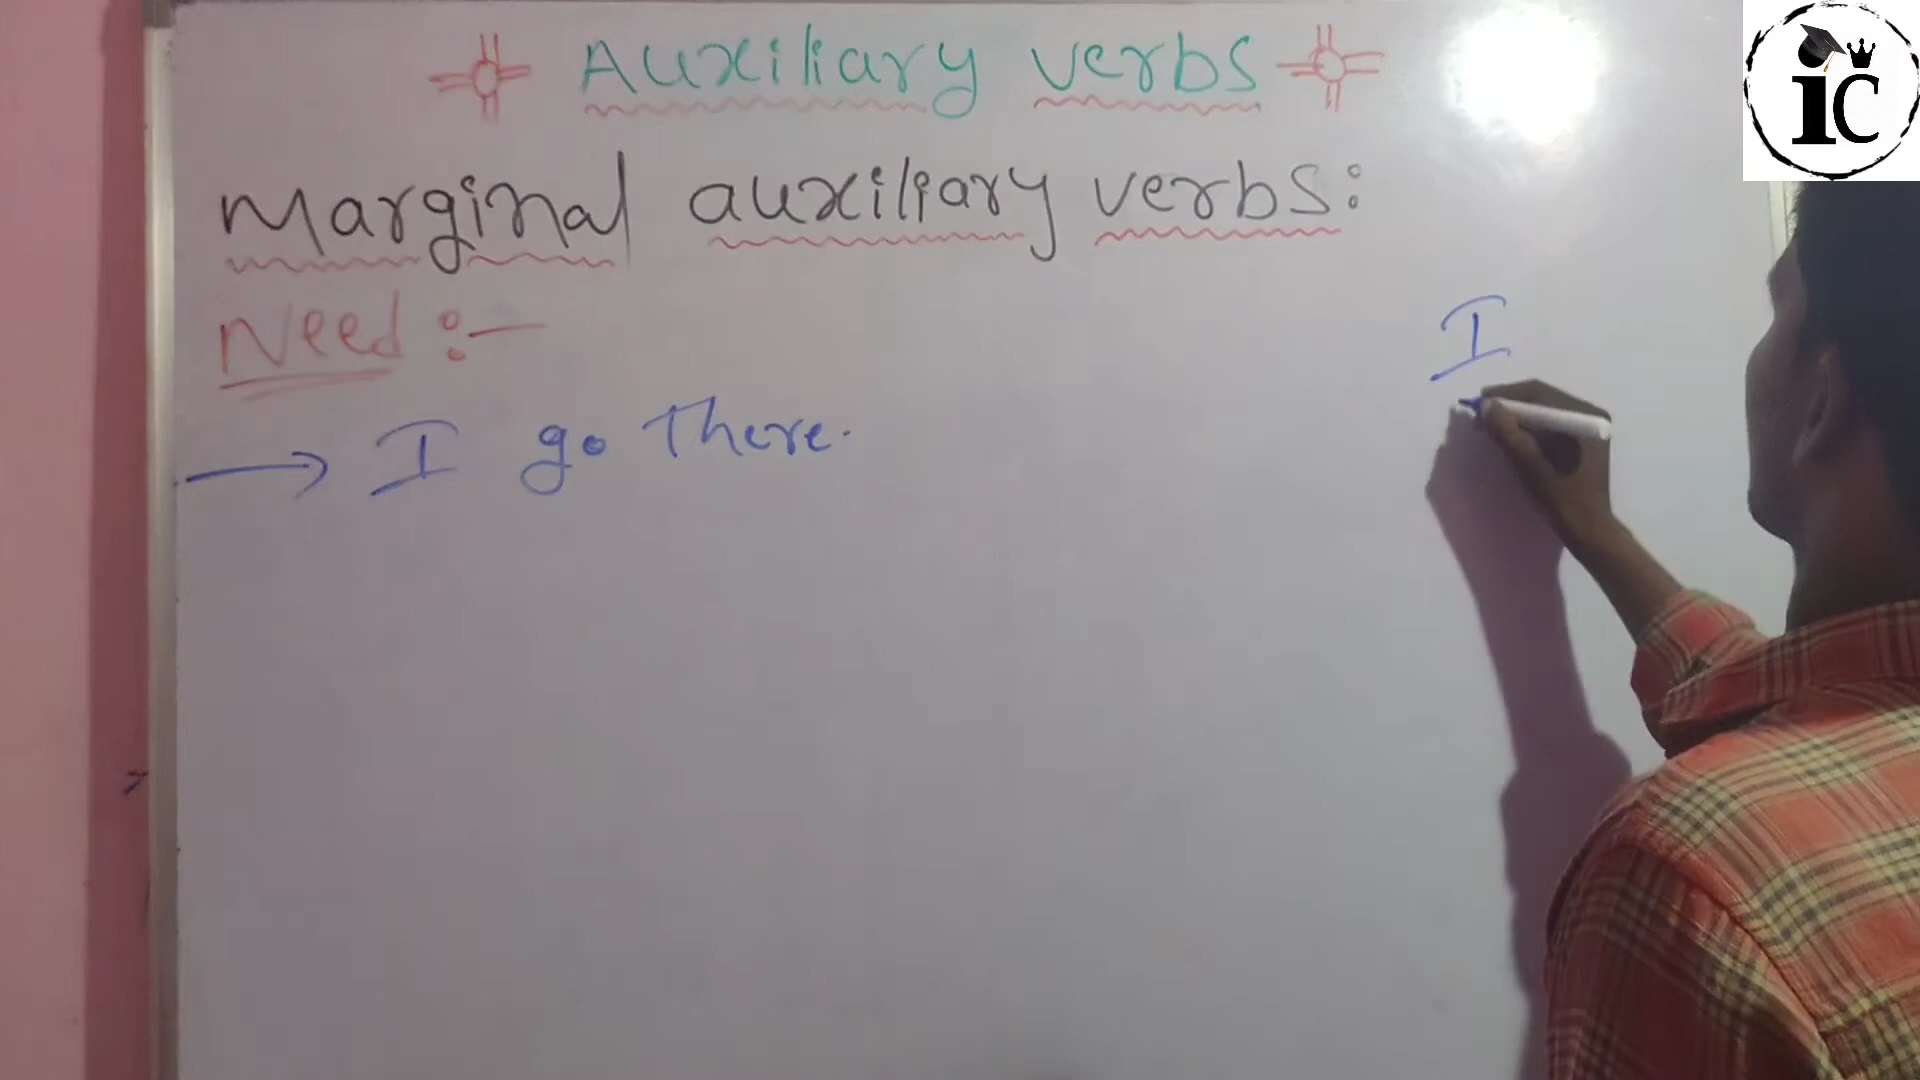 Auxiliary verbs
Marginal auxiliary verbs:
Need :-
→ I go There.
I
iC